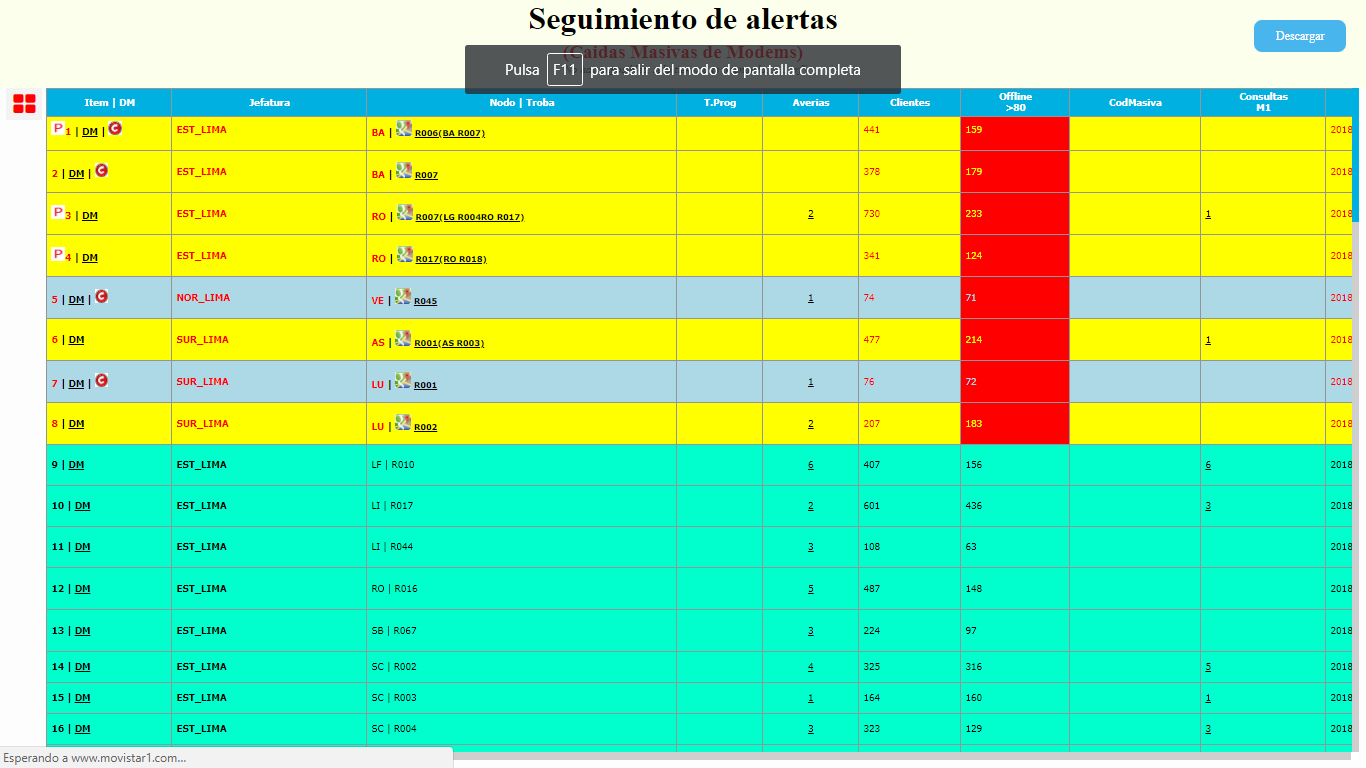 Seguimiento de alertas
(Caidas Masivas de Modems)
Descargar
Pulsa F11 para salir del modo de pantalla completa
Item | DM Jefatura Nodo | Troba T.Prog Averias Clientes Offline >80 CodMasiva Consultas M1
P 1 | DM | C EST_LIMA BA | R006(BA R007) 441 159 2018
2 | DM | C EST_LIMA BA | R007 378 179 2018
P 3 | DM EST_LIMA RO | R007(LG R004RO R017) 2 730 233 1 2018
P 4 | DM EST_LIMA RO | R017(RO R018) 341 124 2018
5 | DM | C NOR_LIMA VE | R045 1 74 71 2018
6 | DM SUR_LIMA AS | R001(AS R003) 477 214 1 2018
7 | DM | C SUR_LIMA LU | R001 1 76 72 2018
8 | DM SUR_LIMA LU | R002 2 207 183 2018
9 | DM EST_LIMA LF | R010 6 407 156 6 2018
10 | DM EST_LIMA LI | R017 2 601 436 3 2018
11 | DM EST_LIMA LI | R044 3 108 63 2018
12 | DM EST_LIMA RO | R016 5 487 148 2018
13 | DM EST_LIMA SB | R067 3 224 97 2018
14 | DM EST_LIMA SC | R002 4 325 316 5 2018
15 | DM EST_LIMA SC | R003 1 164 160 1 2018
16 | DM EST_LIMA SC | R004 3 323 129 3 2018
Esperando a www.movistar1.com...